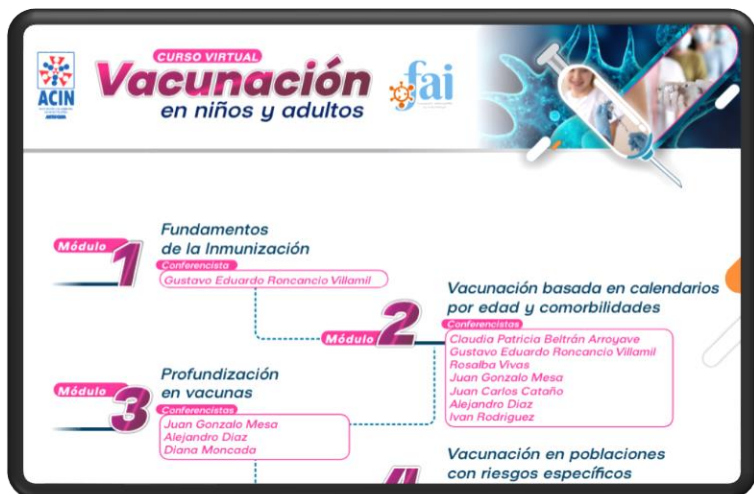 ACIN
CURSO VIRTUAL
Vacunación
en niños y adultos
fai
Módulo 1
Fundamentos
de la Inmunización
Conferencista
Gustavo Eduardo Roncancio Villamil
Módulo 2
Vacunación basada en calendarios
por edad y comorbilidades
Conferencistas
Claudia Patricia Beltrán Arroyave
Gustavo Eduardo Roncancio Villamil
Rosalba Vivas
Juan Gonzalo Mesa
Juan Carlos Cataño
Alejandro Diaz
Ivan Rodriguez
Módulo 3
Profundización
en vacunas
Conferencistas
Juan Gonzalo Mesa
Alejandro Diaz
Diana Moncada
4
Vacunación en poblaciones
con riesgos específicos